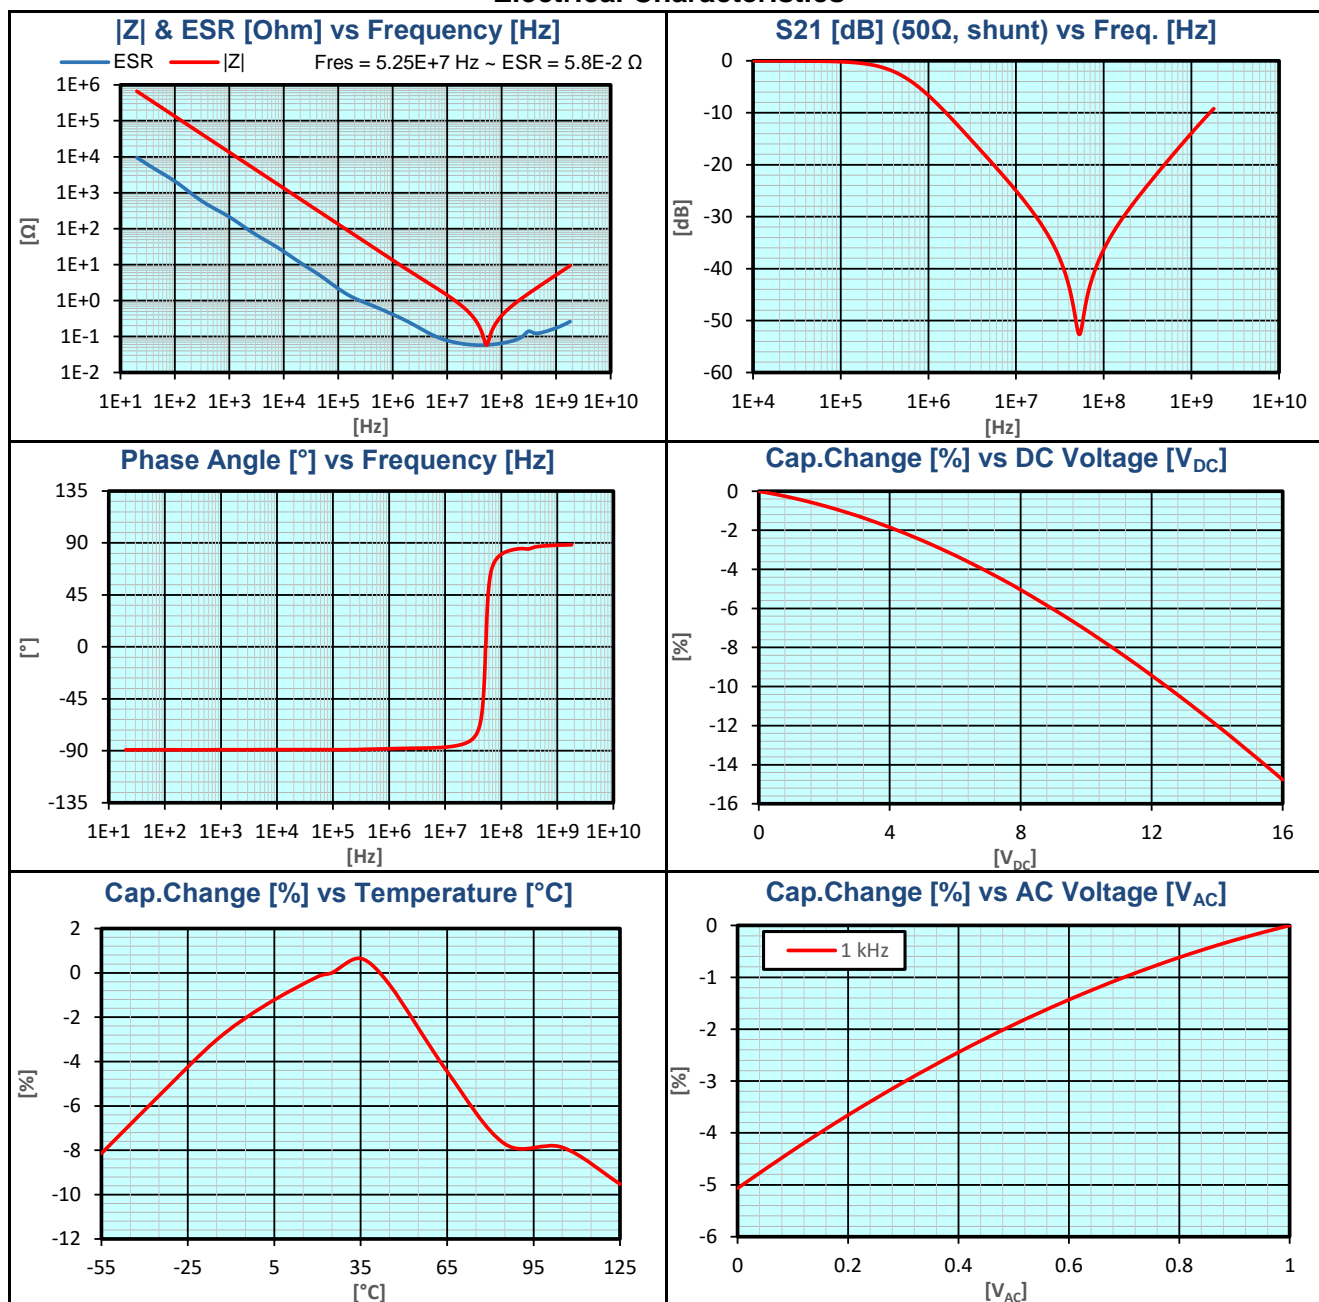 |Z| & ESR [Ohm] vs Frequency [Hz]
ESR |Z| Fres = 5.25E+7 Hz ~ ESR = 5.8E-2 Ω
1E+6
1E+5
1E+4
1E+3
1E+2
1E+1
1E+0
1E-1
1E-2
[Ω]
1E+1 1E+2 1E+3 1E+4 1E+5 1E+6 1E+7 1E+8 1E+9 1E+10
[Hz]
S21 [dB] (50Ω, shunt) vs Freq. [Hz]
0
-10
-20
-30
-40
-50
-60
[dB]
1E+4 1E+5 1E+6 1E+7 1E+8 1E+9 1E+10
[Hz]
Phase Angle [°] vs Frequency [Hz]
135
90
45
0
-45
-90
-135
[°]
1E+1 1E+2 1E+3 1E+4 1E+5 1E+6 1E+7 1E+8 1E+9 1E+10
[Hz]
Cap.Change [%] vs DC Voltage [VDC]
0
-2
-4
-6
-8
-10
-12
-14
-16
[%]
0 4 8 12 16
[VDC]
Cap.Change [%] vs Temperature [°C]
2
0
-2
-4
-6
-8
-10
-12
[%]
-55 -25 5 35 65 95 125
[°C]
Cap.Change [%] vs AC Voltage [VAC]
1 kHz
0
-1
-2
-3
-4
-5
-6
[%]
0 0.2 0.4 0.6 0.8 1
[VAC]